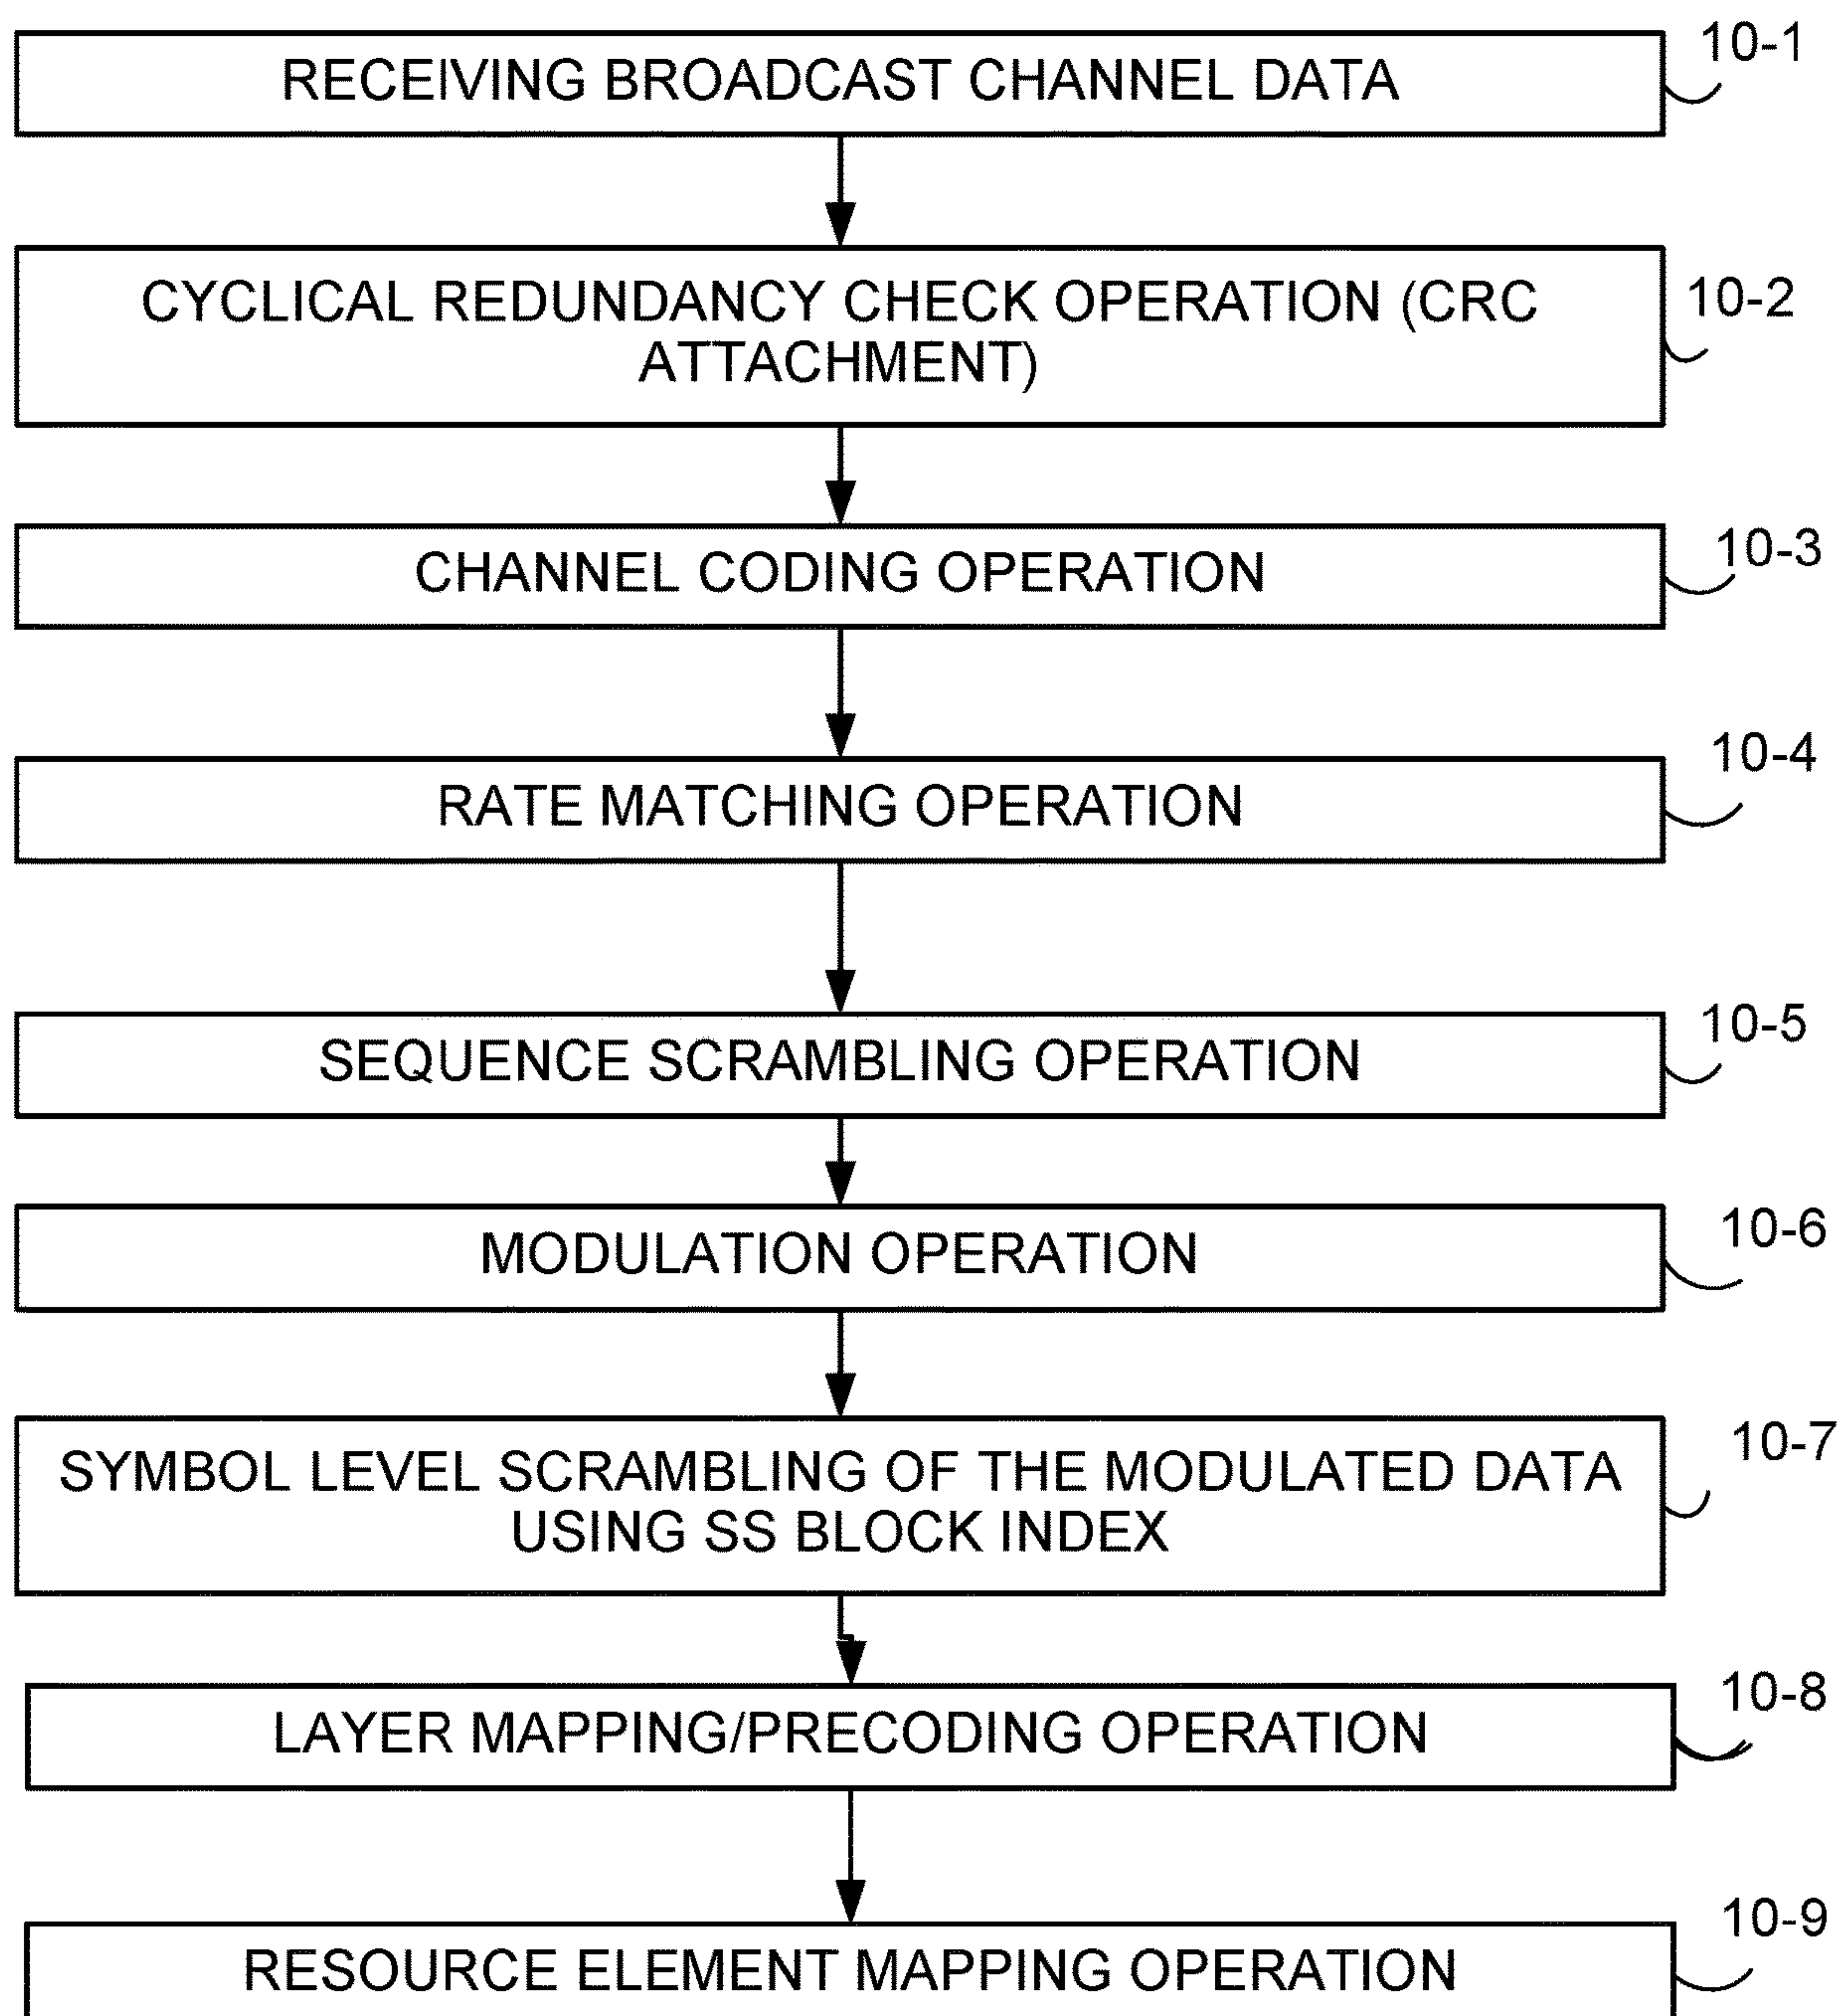 RECEIVING BROADCAST CHANNEL DATA
10-1
CYCLICAL REDUNDANCY CHECK OPERATION (CRC
ATTACHMENT)
10-2
CHANNEL CODING OPERATION
10-3
RATE MATCHING OPERATION
10-4
SEQUENCE SCRAMBLING OPERATION
10-5
MODULATION OPERATION
10-6
SYMBOL LEVEL SCRAMBLING OF THE MODULATED DATA
USING SS BLOCK INDEX
10-7
LAYER MAPPING/PRECODING OPERATION
10-8
RESOURCE ELEMENT MAPPING OPERATION
10-9